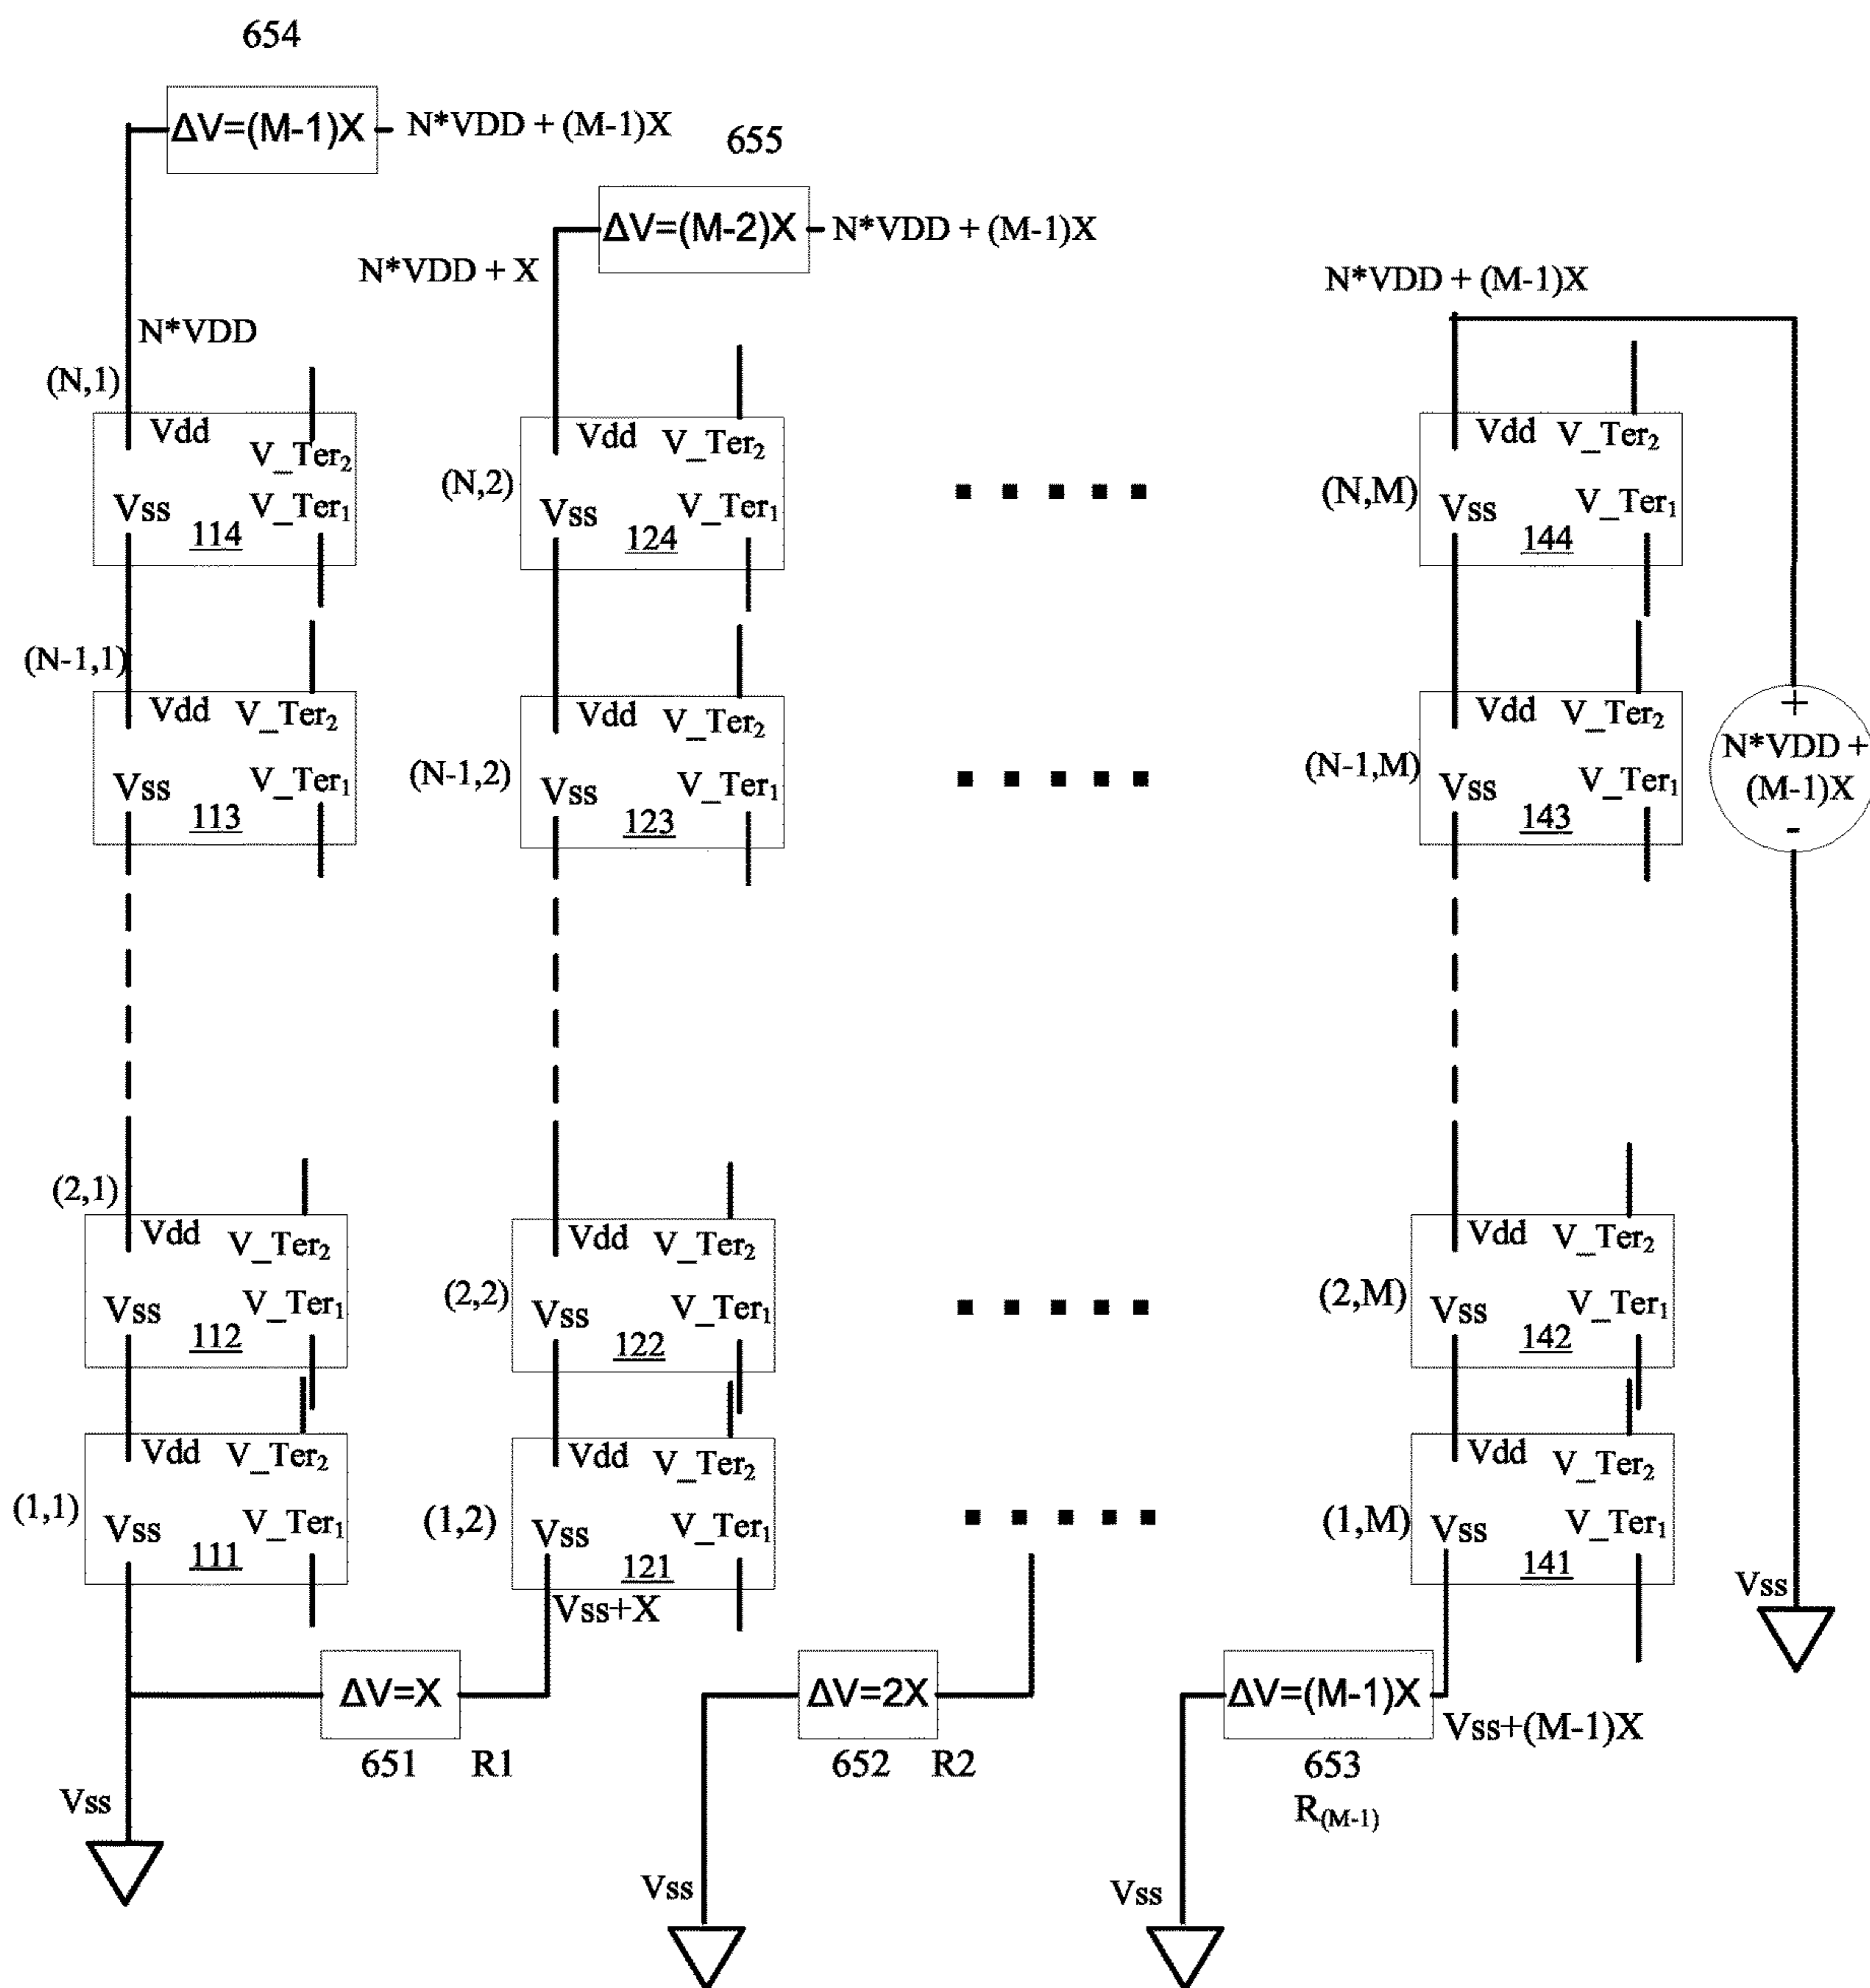 654
ΔV=(M-1)X
N*VDD + (M-1)X
655
ΔV=(M-2)X
N*VDD + (M-1)X
N*VDD + X
N*VDD + (M-1)X
N*VDD
(N,1)
Vdd
V_Ter₂
Vss
V_Ter₁
114
(N,2)
Vdd
V_Ter₂
Vss
V_Ter₁
124
(N,M)
Vdd
V_Ter₂
Vss
V_Ter₁
144
(N-1,1)
Vdd
V_Ter₂
Vss
V_Ter₁
113
(N-1,2)
Vdd
V_Ter₂
Vss
V_Ter₁
123
(N-1,M)
Vdd
V_Ter₂
Vss
V_Ter₁
143
+
N*VDD +
(M-1)X
-
(2,1)
Vdd
V_Ter₂
Vss
V_Ter₁
112
(2,2)
Vdd
V_Ter₂
Vss
V_Ter₁
122
(2,M)
Vdd
V_Ter₂
Vss
V_Ter₁
142
(1,1)
Vdd
V_Ter₂
Vss
V_Ter₁
111
(1,2)
Vdd
V_Ter₂
Vss
V_Ter₁
121
(1,M)
Vdd
V_Ter₂
Vss
V_Ter₁
141
Vss
Vss+X
ΔV=X
651
R1
ΔV=2X
652
R2
ΔV=(M-1)X
Vss+(M-1)X
653
R₍M-1₎
Vss
Vss
Vss